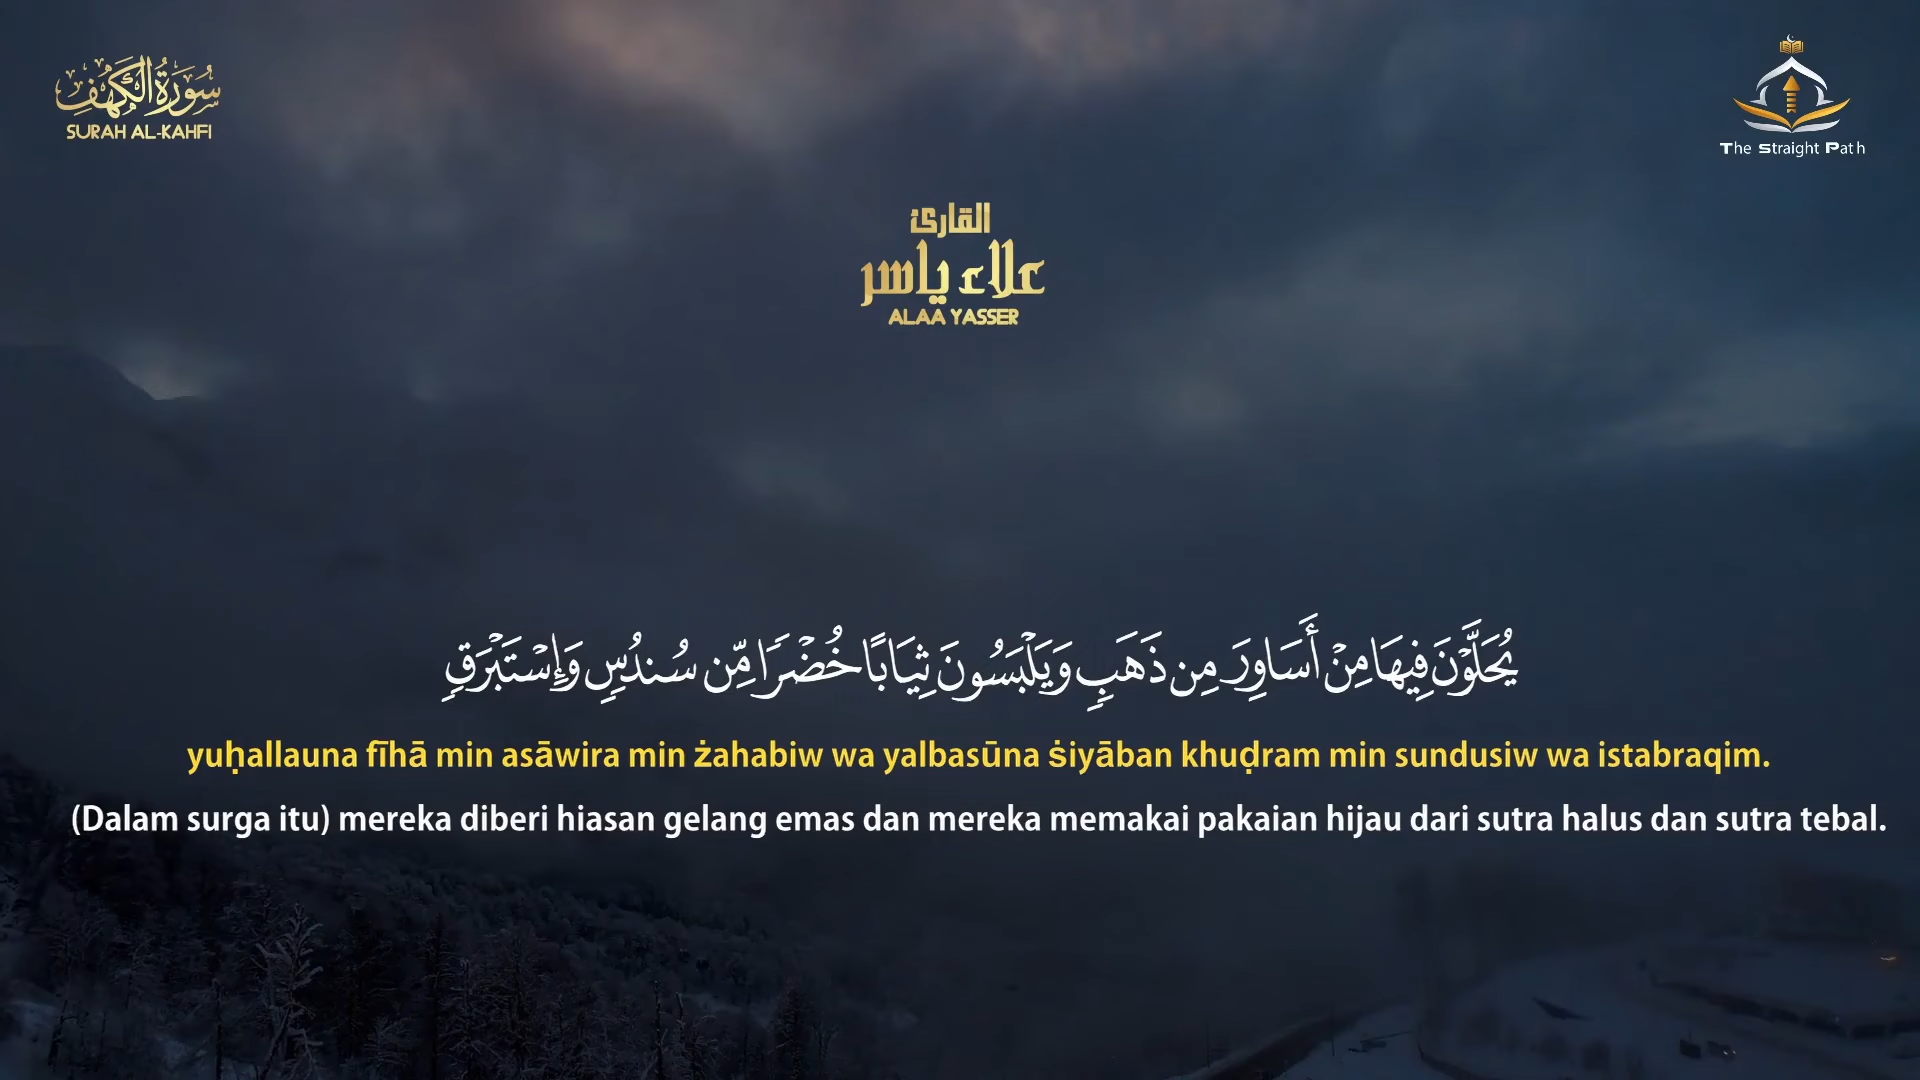 سُورَةُ الْكَهْفِ
SURAH AL-KAHFI
The Straight Path
القارئ
علاء ياسر
ALAA YASSER
يُحَلَّوْنَ فِيهَا مِنْ أَسَاوِرَ مِن ذَهَبٍ وَيَلْبَسُونَ ثِيَابًا خُضْرًا مِّن سُندُسٍ وَإِسْتَبْرَقٍ
yuḥallauna fīhā min asāwira min żahabiw wa yalbasūna ṡiyāban khuḍram min sundusiw wa istabraqim.
(Dalam surga itu) mereka diberi hiasan gelang emas dan mereka memakai pakaian hijau dari sutra halus dan sutra tebal.